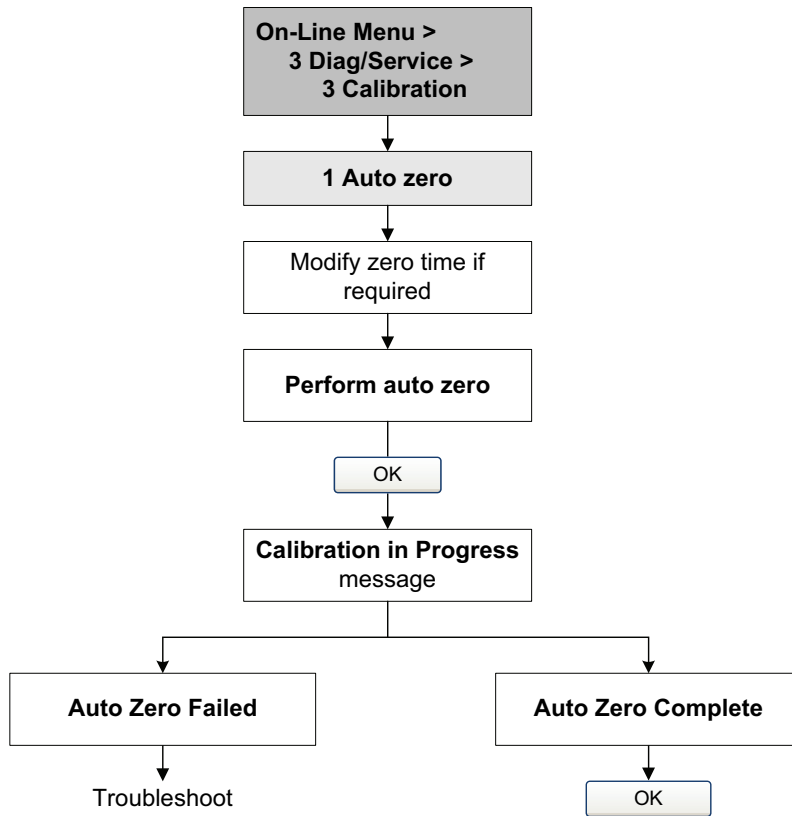 On-Line Menu >
3 Diag/Service >
3 Calibration
1 Auto zero
Modify zero time if
required
Perform auto zero
OK
Calibration in Progress
message
Auto Zero Failed
Troubleshoot
Auto Zero Complete
OK